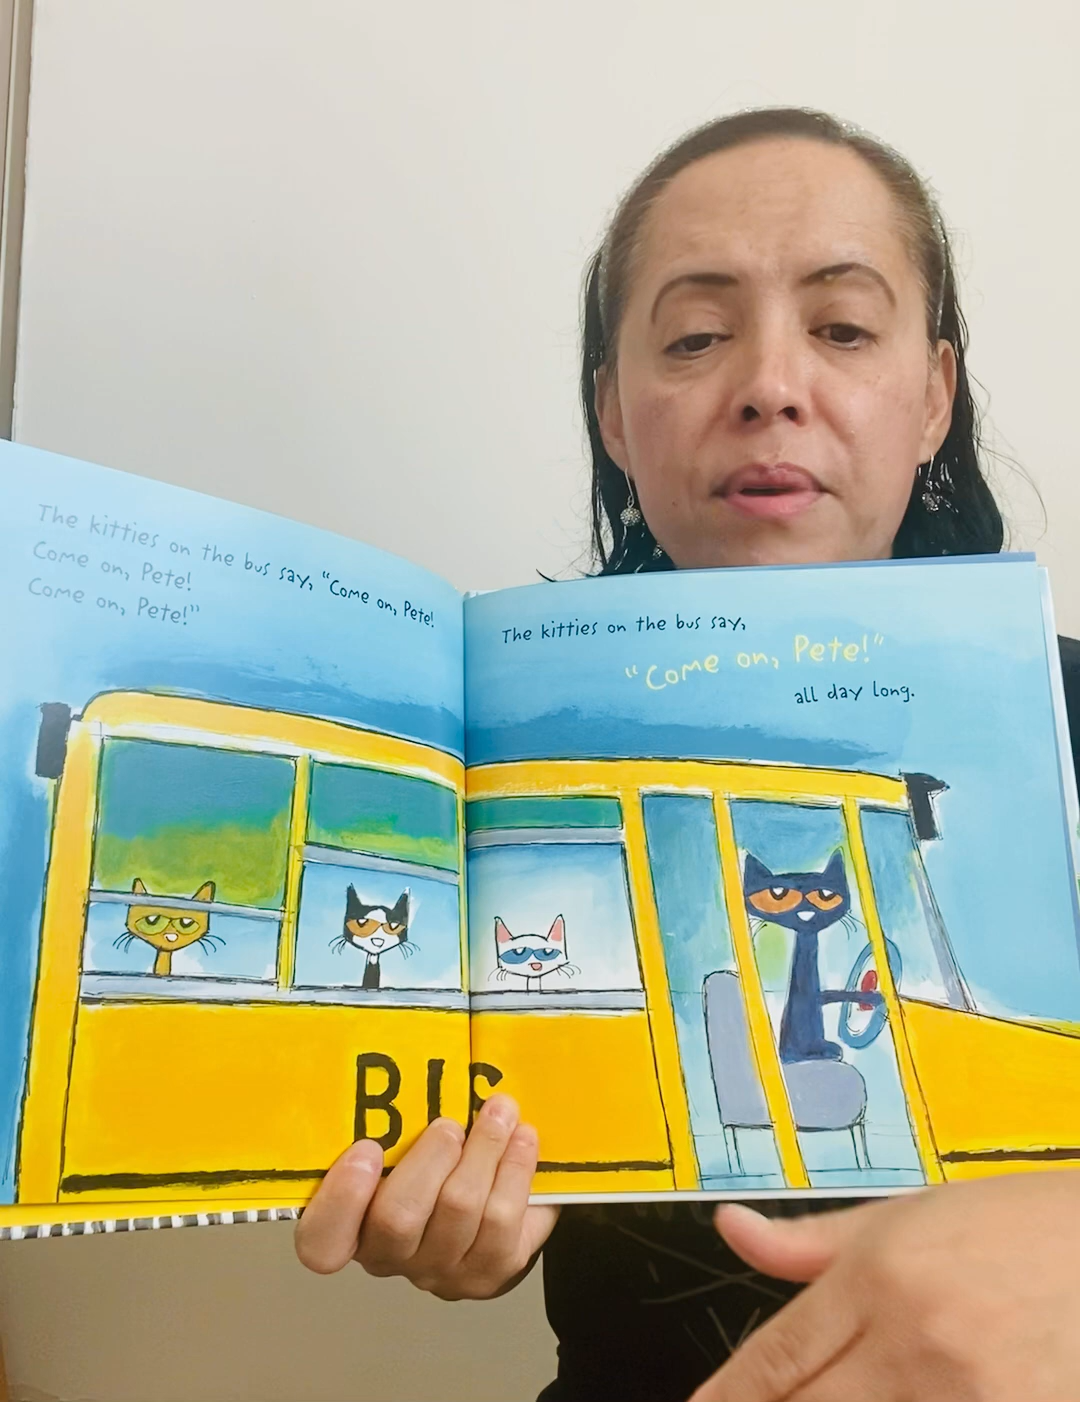 The kitties on the bus say, "Come on, Pete!
Come on, Pete!
Come on, Pete!"
The kitties on the bus say,
"Come on, Pete!"
all day long.
BUS